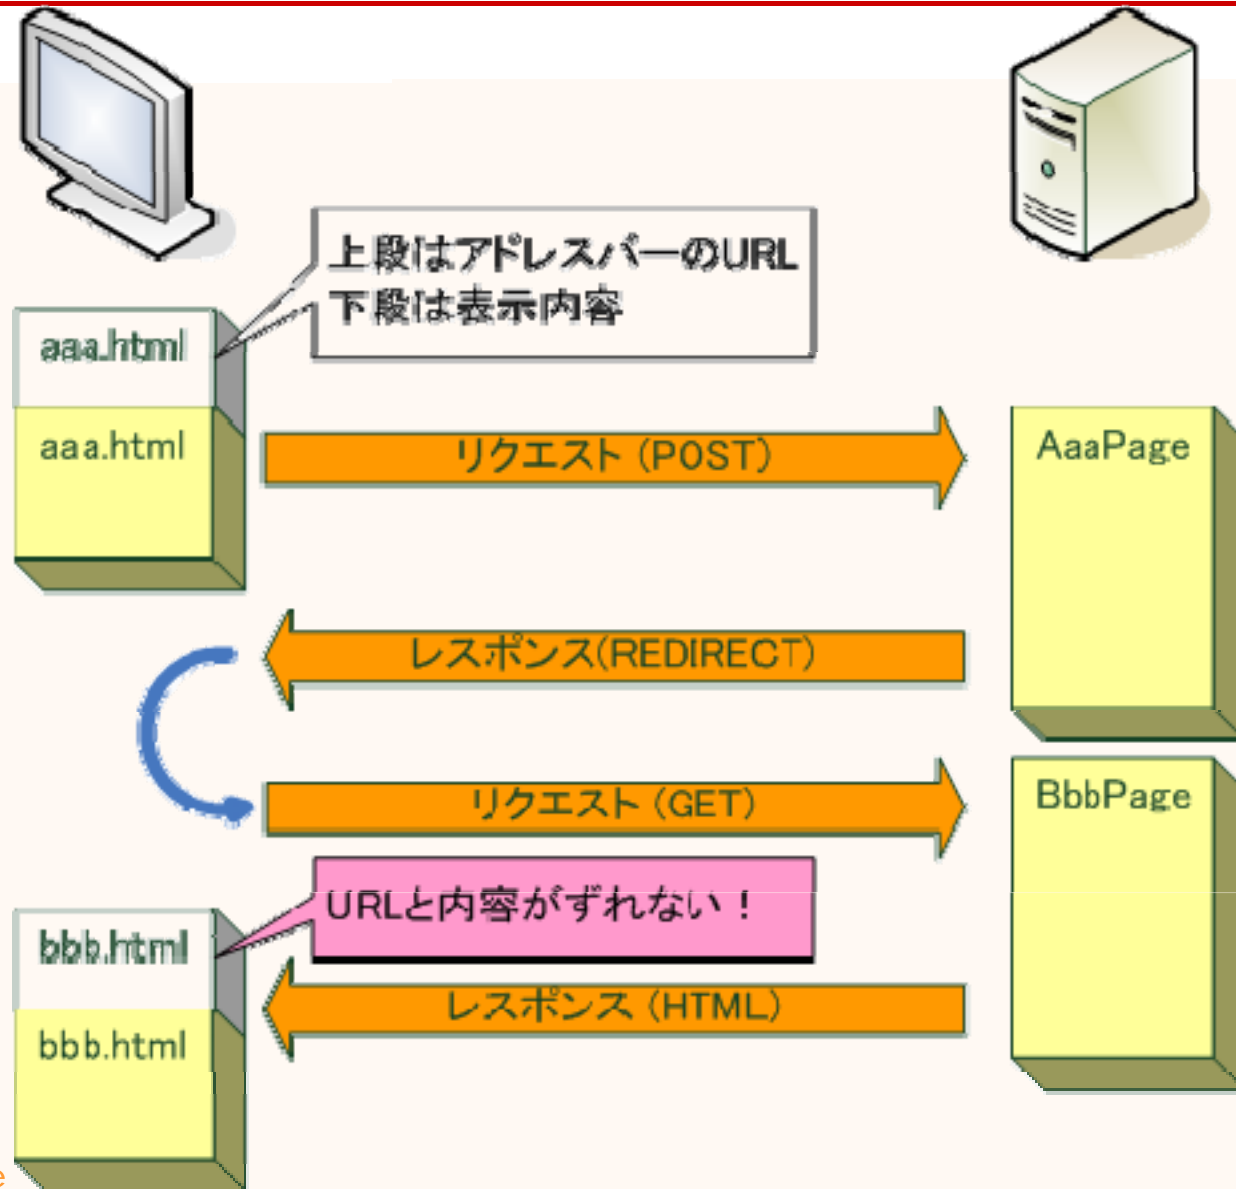 上段はアドレスバーのURL
下段は表示内容
aaa.html
aaa.html
リクエスト (POST)
AaaPage
レスポンス(REDIRECT)
リクエスト (GET)
BbbPage
URLと内容がずれない！
bbb.html
レスポンス (HTML)
bbb.html
e